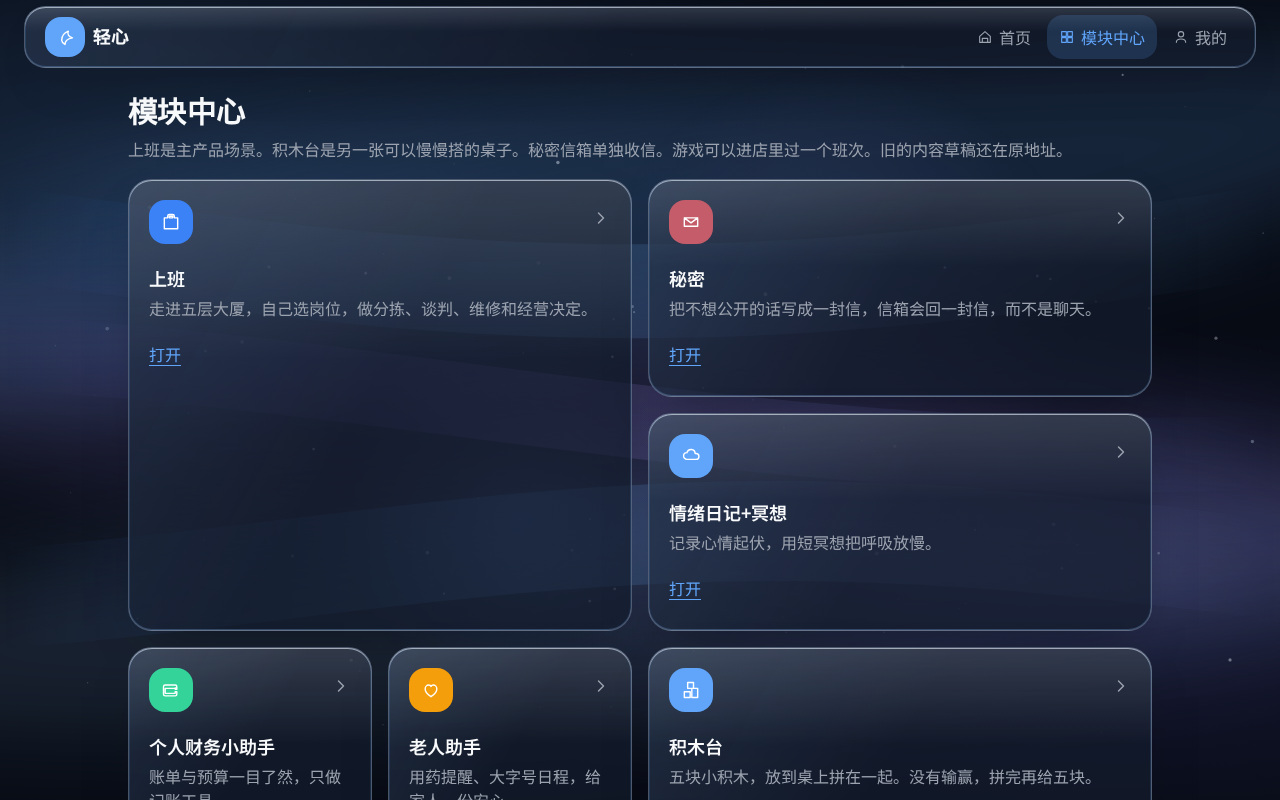 轻心
首页
模块中心
我的
模块中心
上班是主产品场景。积木台是另一张可以慢慢搭的桌子。秘密信箱单独收信。游戏可以进店里过一个班次。旧的内容草稿还在原地址。
上班
走进五层大厦，自己选岗位，做分拣、谈判、维修和经营决定。
打开
秘密
把不想公开的话写成一封信，信箱会回一封信，而不是聊天。
打开
情绪日记+冥想
记录心情起伏，用短冥想把呼吸放慢。
打开
个人财务小助手
账单与预算一目了然，只做
记账工具
老人助手
用药提醒、大字号日程，给
家人一份安心
积木台
五块小积木，放到桌上拼在一起。没有输赢，拼完再给五块。